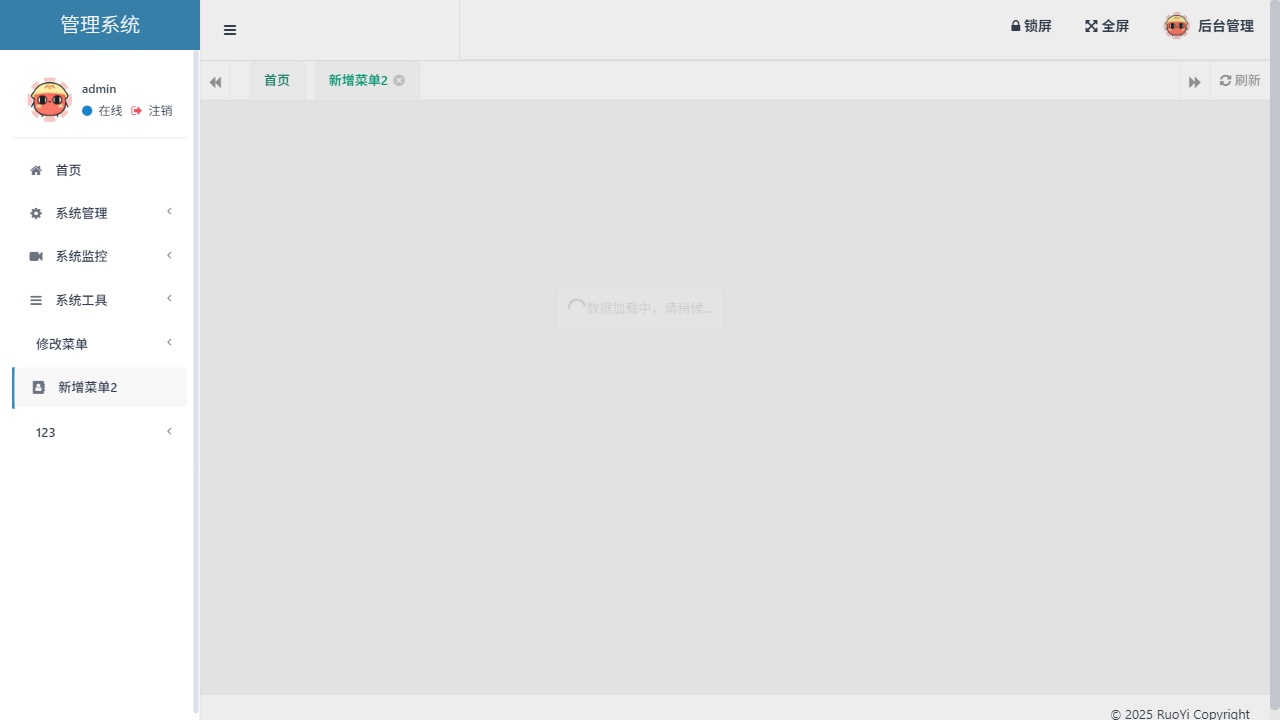 管理系统
锁屏 全屏 后台管理
首页 新增菜单2 刷新
admin
在线 注销
首页
系统管理
系统监控
系统工具
修改菜单
新增菜单2
123
数据加载中，请稍候...
© 2025 RuoYi Copyright